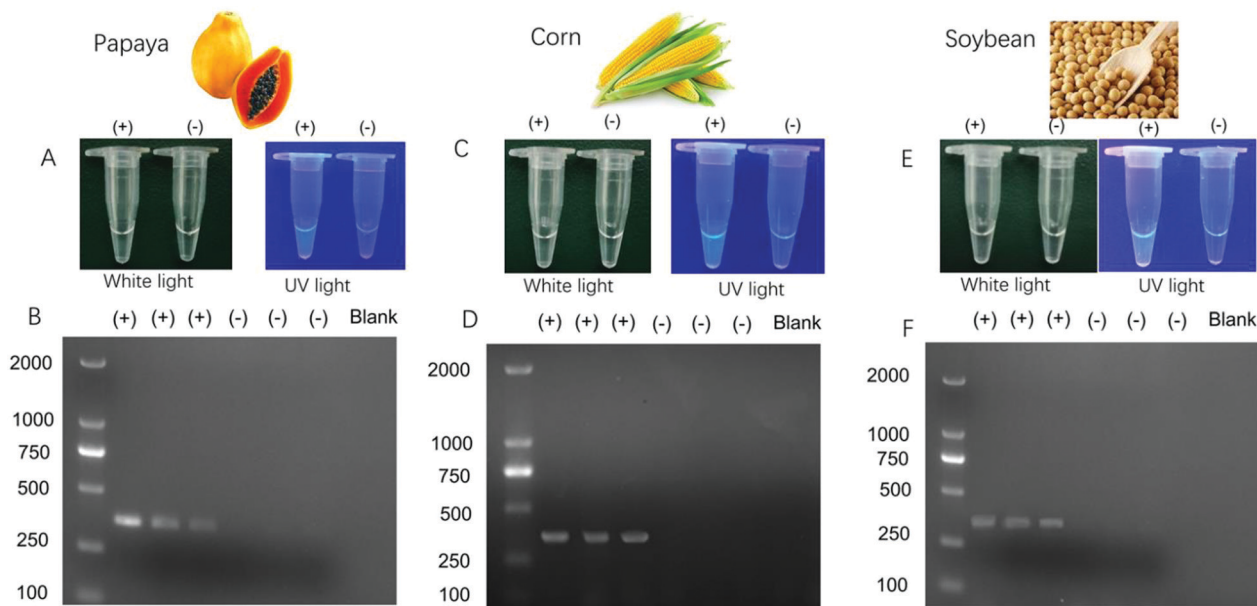 Papaya
Corn
Soybean
(+) (-) (+) (-)
A
White light UV light
(+) (-) (+) (-)
C
White light UV light
(+) (-) (+) (-)
E
White light UV light
B (+) (+) (+) (-) (-) (-) Blank
2000
1000
750
500
250
100
D (+) (+) (+) (-) (-) (-) Blank
2000
1000
750
500
250
100
F (+) (+) (+) (-) (-) (-) Blank
2000
1000
750
500
250
100